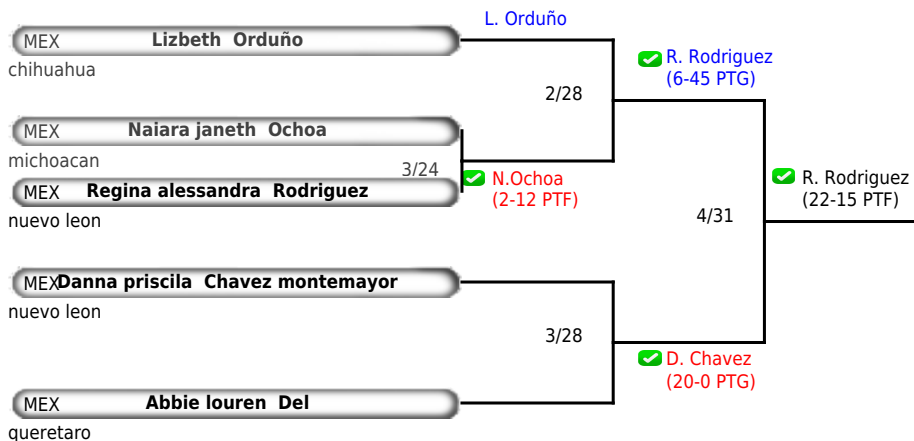 L. Orduño
MEX Lizbeth Orduño
chihuahua
R. Rodriguez
(6-45 PTG)
2/28
MEX Naiara janeth Ochoa
michoacan
3/24
N.Ochoa
(2-12 PTF)
MEX Regina alessandra Rodriguez
nuevo leon
R. Rodriguez
(22-15 PTF)
4/31
MEX Danna priscila Chavez montemayor
nuevo leon
3/28
D. Chavez
(20-0 PTG)
MEX Abbie louren Del
queretaro